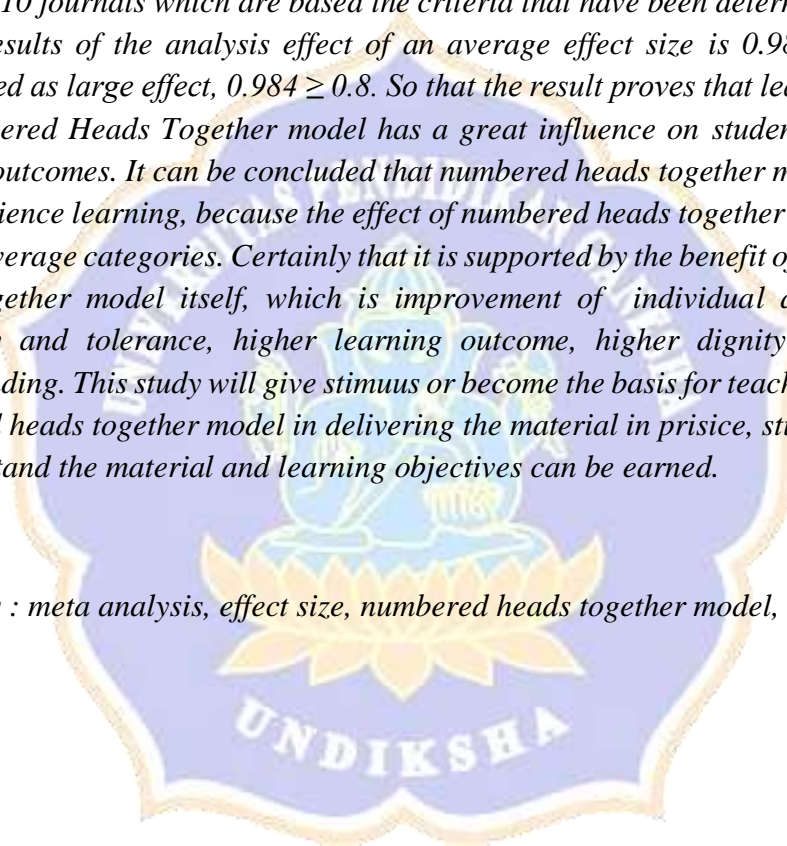 10 journals which are based the criteria that have been determ
esults of the analysis effect of an average effect size is 0.98
ed as large effect, 0.984 ≥ 0.8. So that the result proves that lea
ered Heads Together model has a great influence on studen
outcomes. It can be concluded that numbered heads together m
ience learning, because the effect of numbered heads together
verage categories. Certainly that it is supported by the benefit o
gether model itself, which is improvement of individual a
and tolerance, higher learning outcome, higher dignity
ding. This study will give stimuus or become the basis for teach
l heads together model in delivering the material in prisice, stu
tand the material and learning objectives can be earned.
: meta analysis, effect size, numbered heads together model,
UNIVERSITAS PENDIDIKAN GANESHA
UNDIKSHA